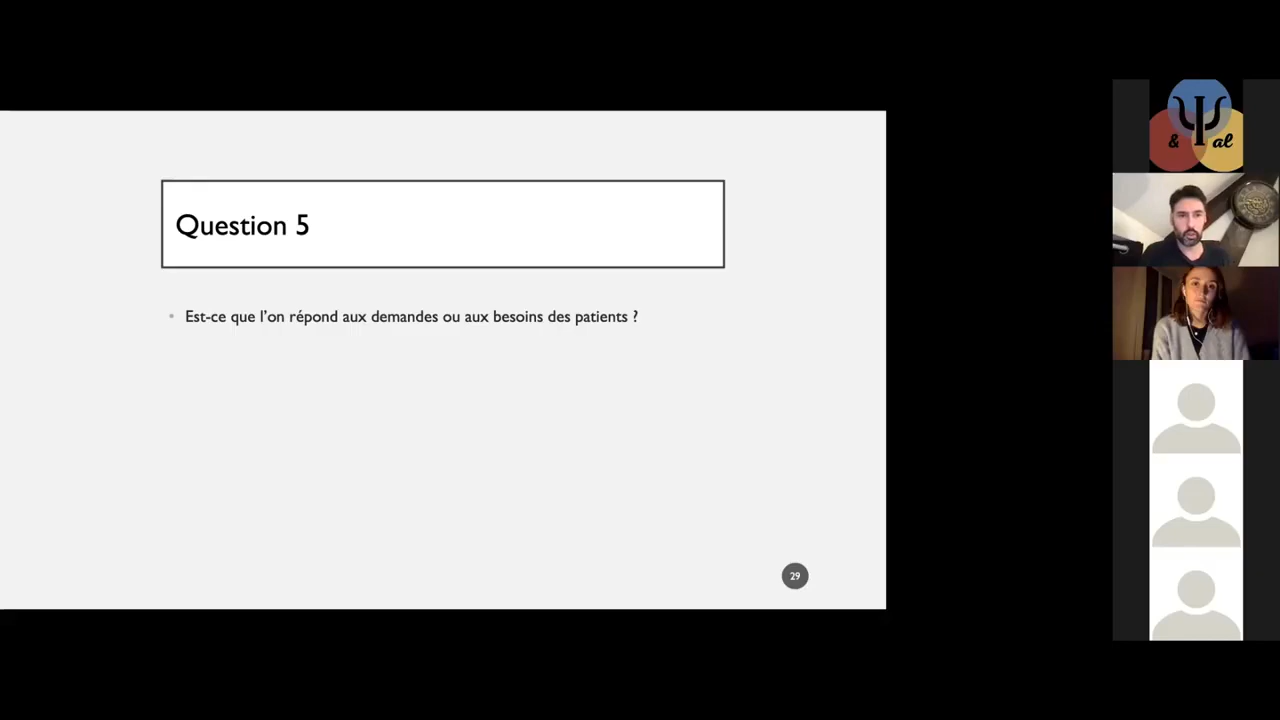 Question 5
• Est-ce que l’on répond aux demandes ou aux besoins des patients ?
29
& Ψ al